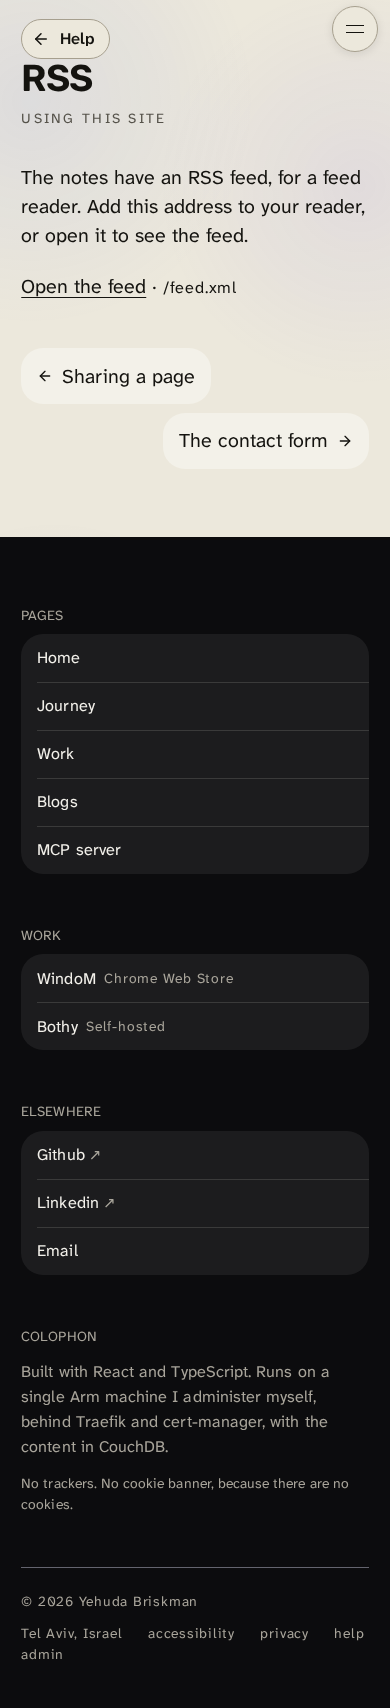 ← Help
RSS
USING THIS SITE
The notes have an RSS feed, for a feed
reader. Add this address to your reader,
or open it to see the feed.
Open the feed · /feed.xml
← Sharing a page
The contact form →
PAGES
Home
Journey
Work
Blogs
MCP server
WORK
WindoM Chrome Web Store
Bothy Self-hosted
ELSEWHERE
Github ↗
Linkedin ↗
Email
COLOPHON
Built with React and TypeScript. Runs on a
single Arm machine I administer myself,
behind Traefik and cert-manager, with the
content in CouchDB.
No trackers. No cookie banner, because there are no
cookies.
© 2026 Yehuda Briskman
Tel Aviv, Israel accessibility privacy help
admin